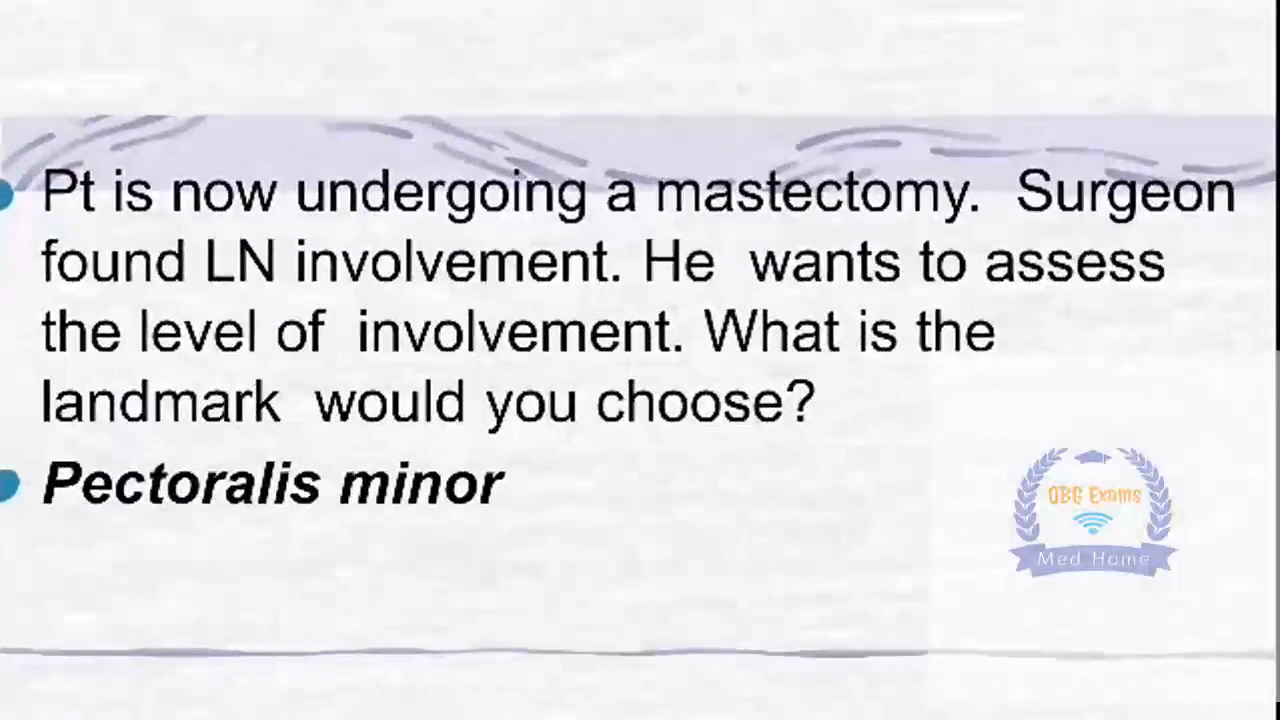 Pt is now undergoing a mastectomy. Surgeon
found LN involvement. He wants to assess
the level of involvement. What is the
landmark would you choose?
Pectoralis minor
OBG Exams
Med Home